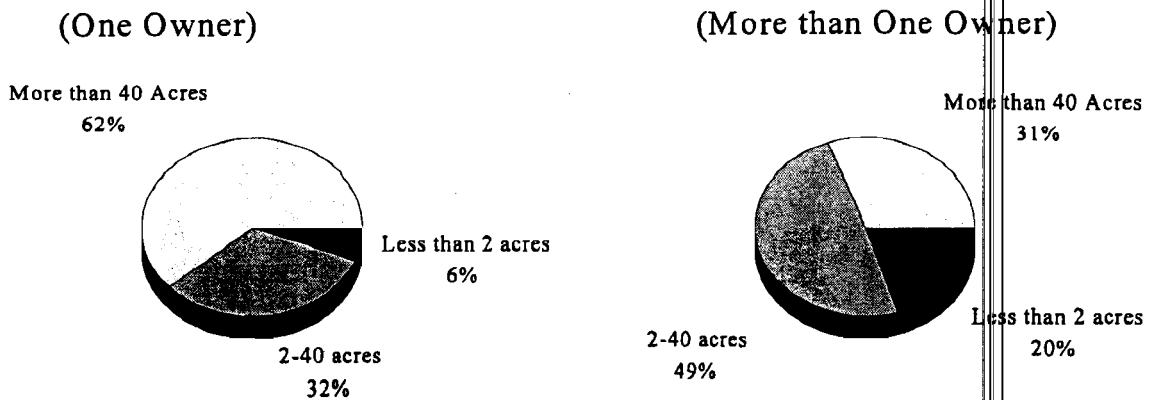 (One Owner)
More than 40 Acres
62%
Less than 2 acres
6%
2-40 acres
32%
(More than One Owner)
More than 40 Acres
31%
Less than 2 acres
20%
2-40 acres
49%